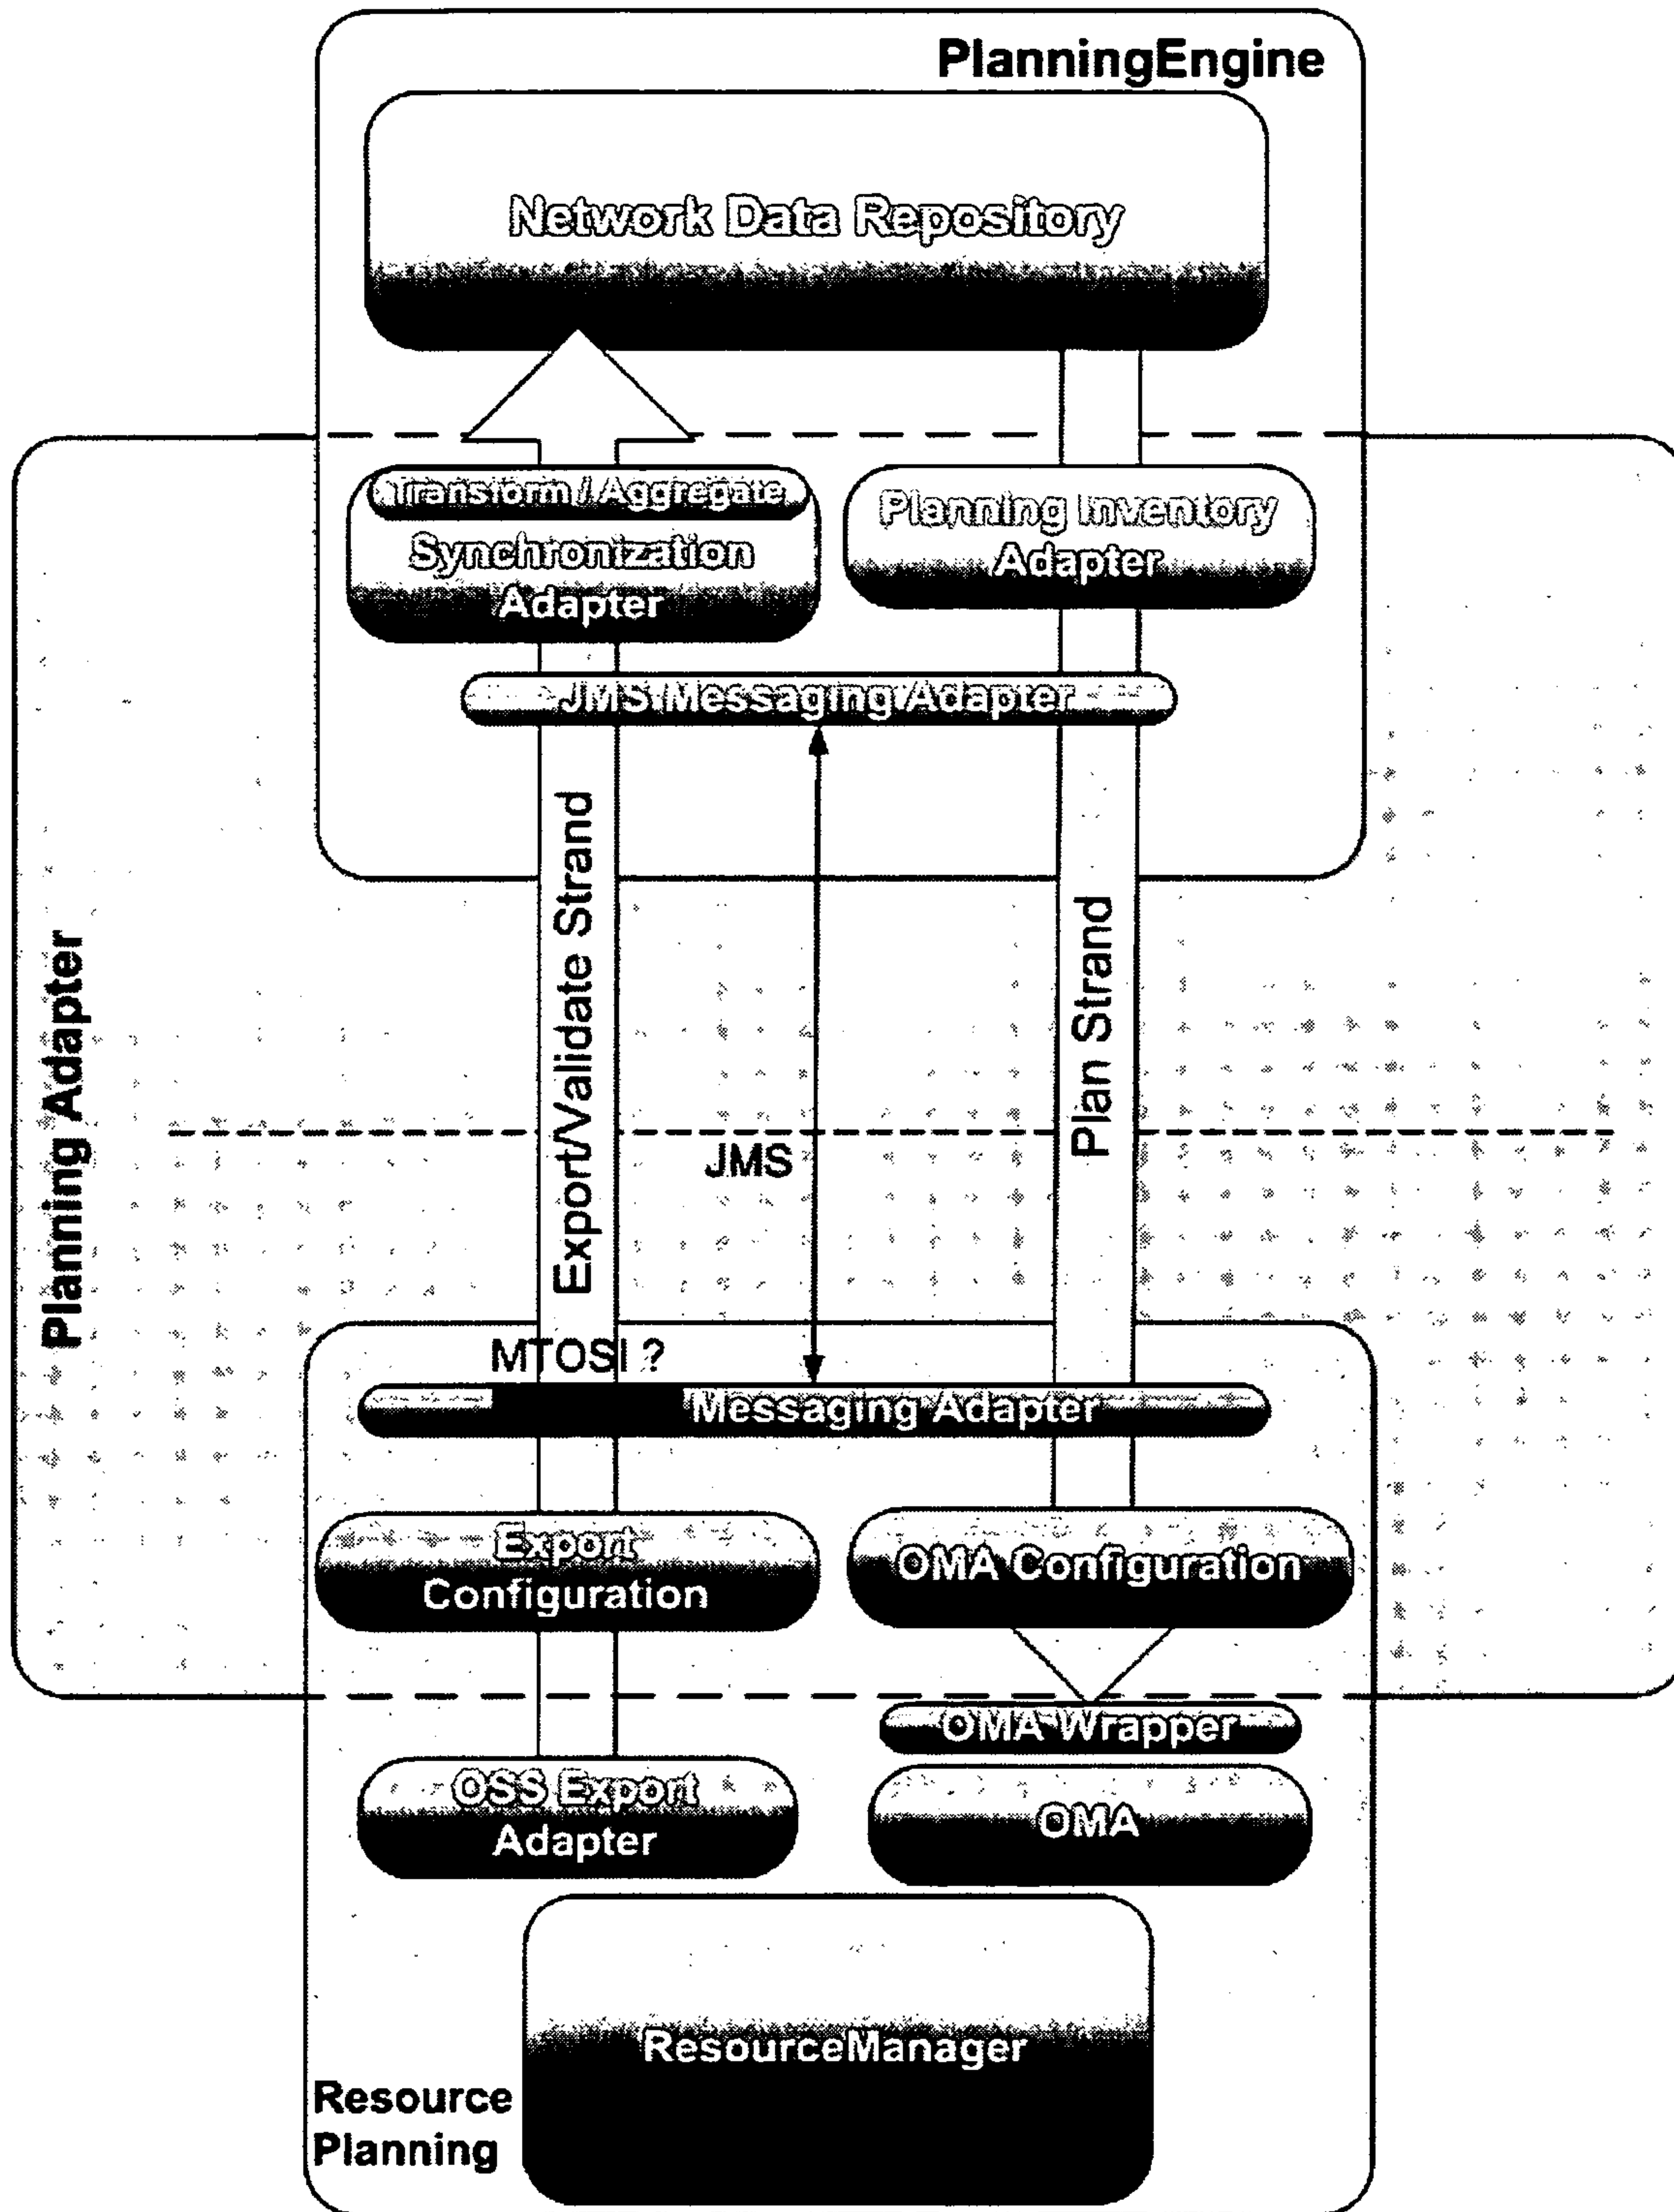 PlanningEngine
Network Data Repository
Transform / Aggregate
Synchronization
Adapter
Planning Inventory
Adapter
JMS Messaging Adapter
Export/Validate Strand
Plan Strand
Planning Adapter
JMS
MTOSI ?
Messaging Adapter
Export
Configuration
OMA Configuration
OMA Wrapper
OSS Export
Adapter
OMA
ResourceManager
Resource
Planning